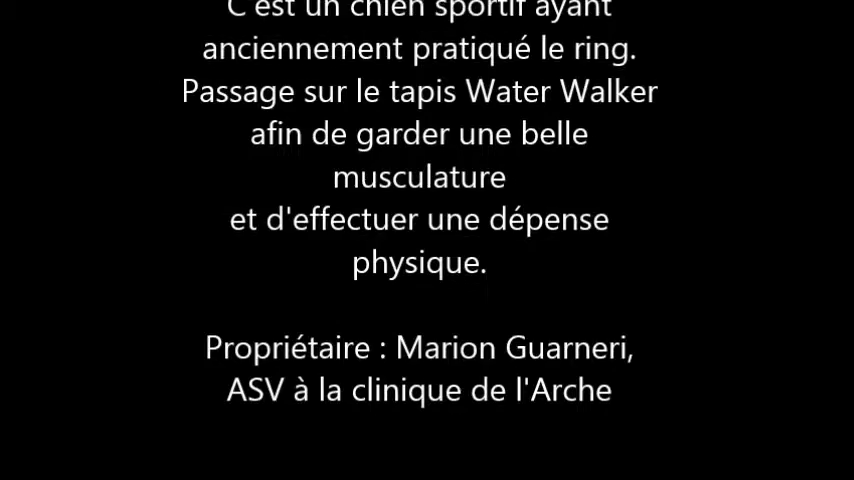 C'est un chien sportif ayant
anciennement pratiqué le ring.
Passage sur le tapis Water Walker
afin de garder une belle
musculature
et d'effectuer une dépense
physique.
Propriétaire : Marion Guarneri,
ASV à la clinique de l'Arche